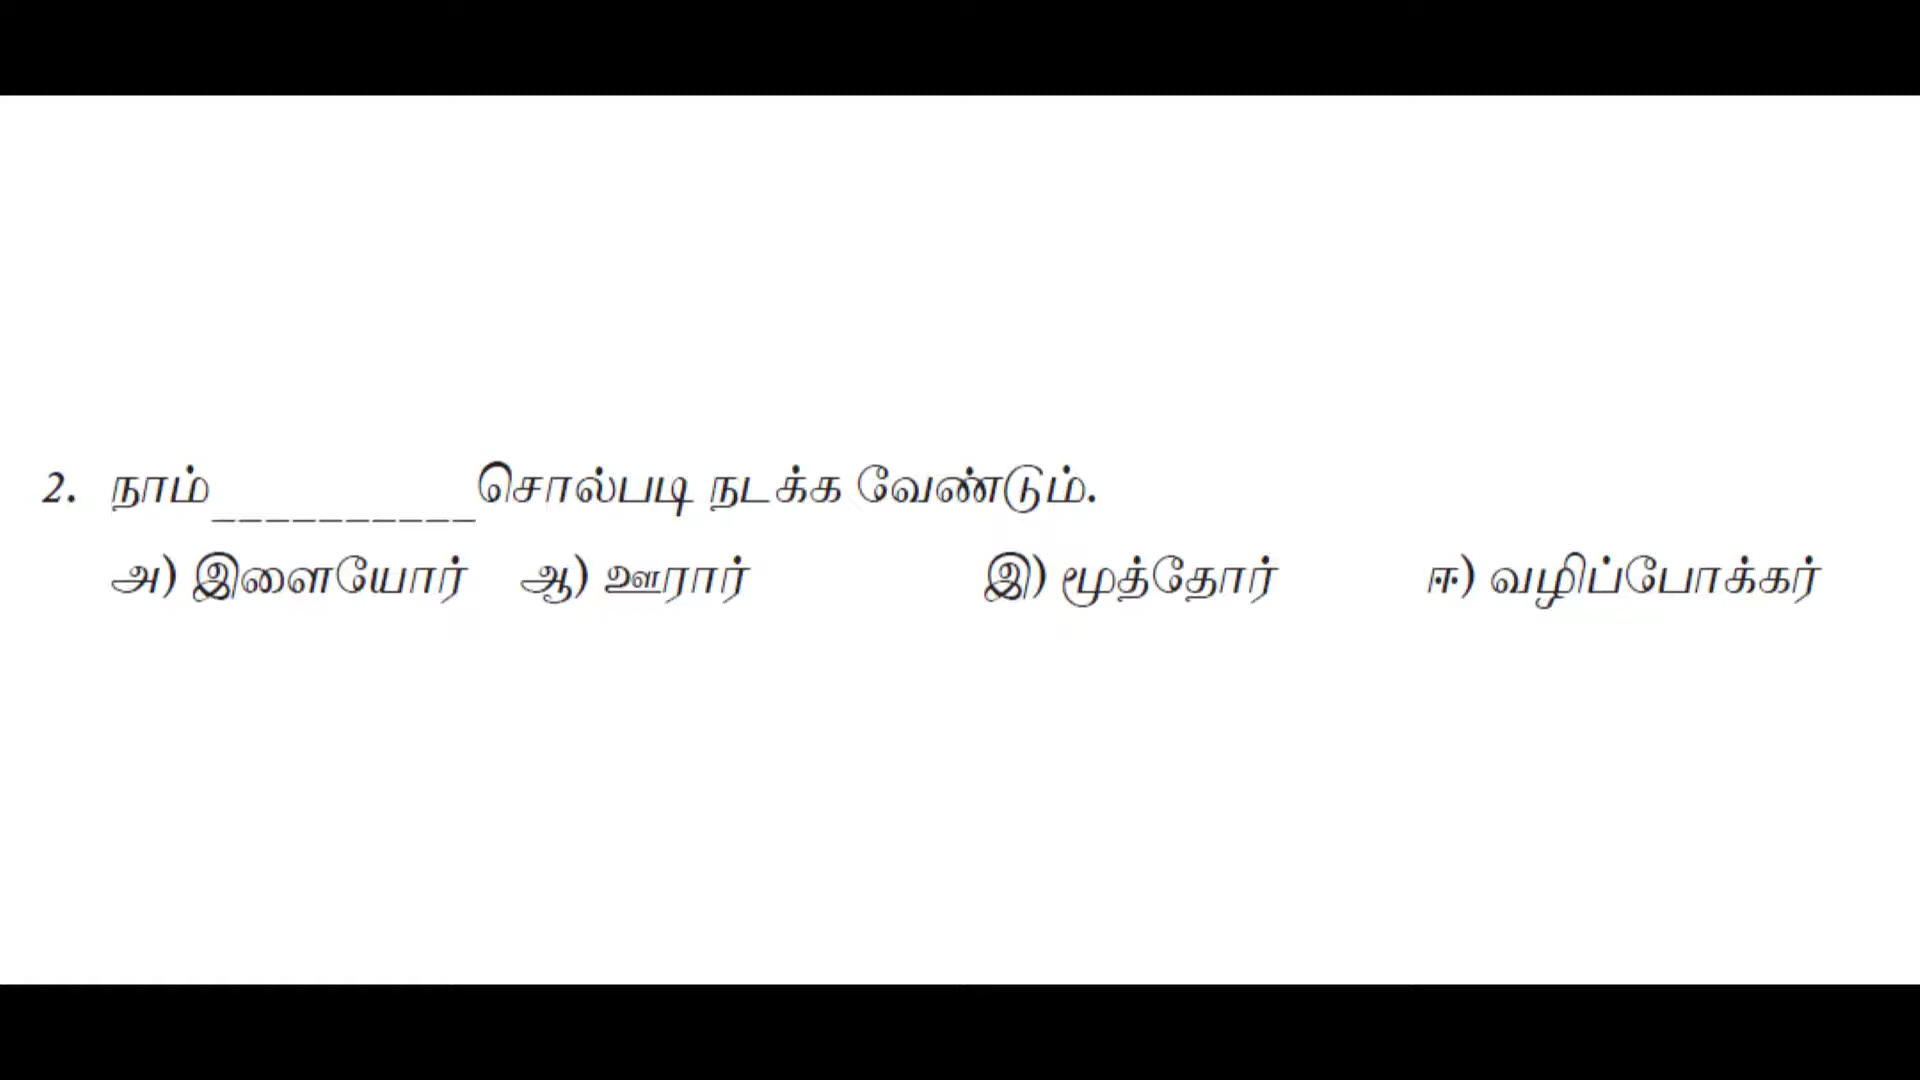 2. நாம்__________சொல்படி நடக்க வேண்டும்.
அ) இளையோர் ஆ) ஊரார் இ) மூத்தோர் ஈ) வழிப்போக்கர்